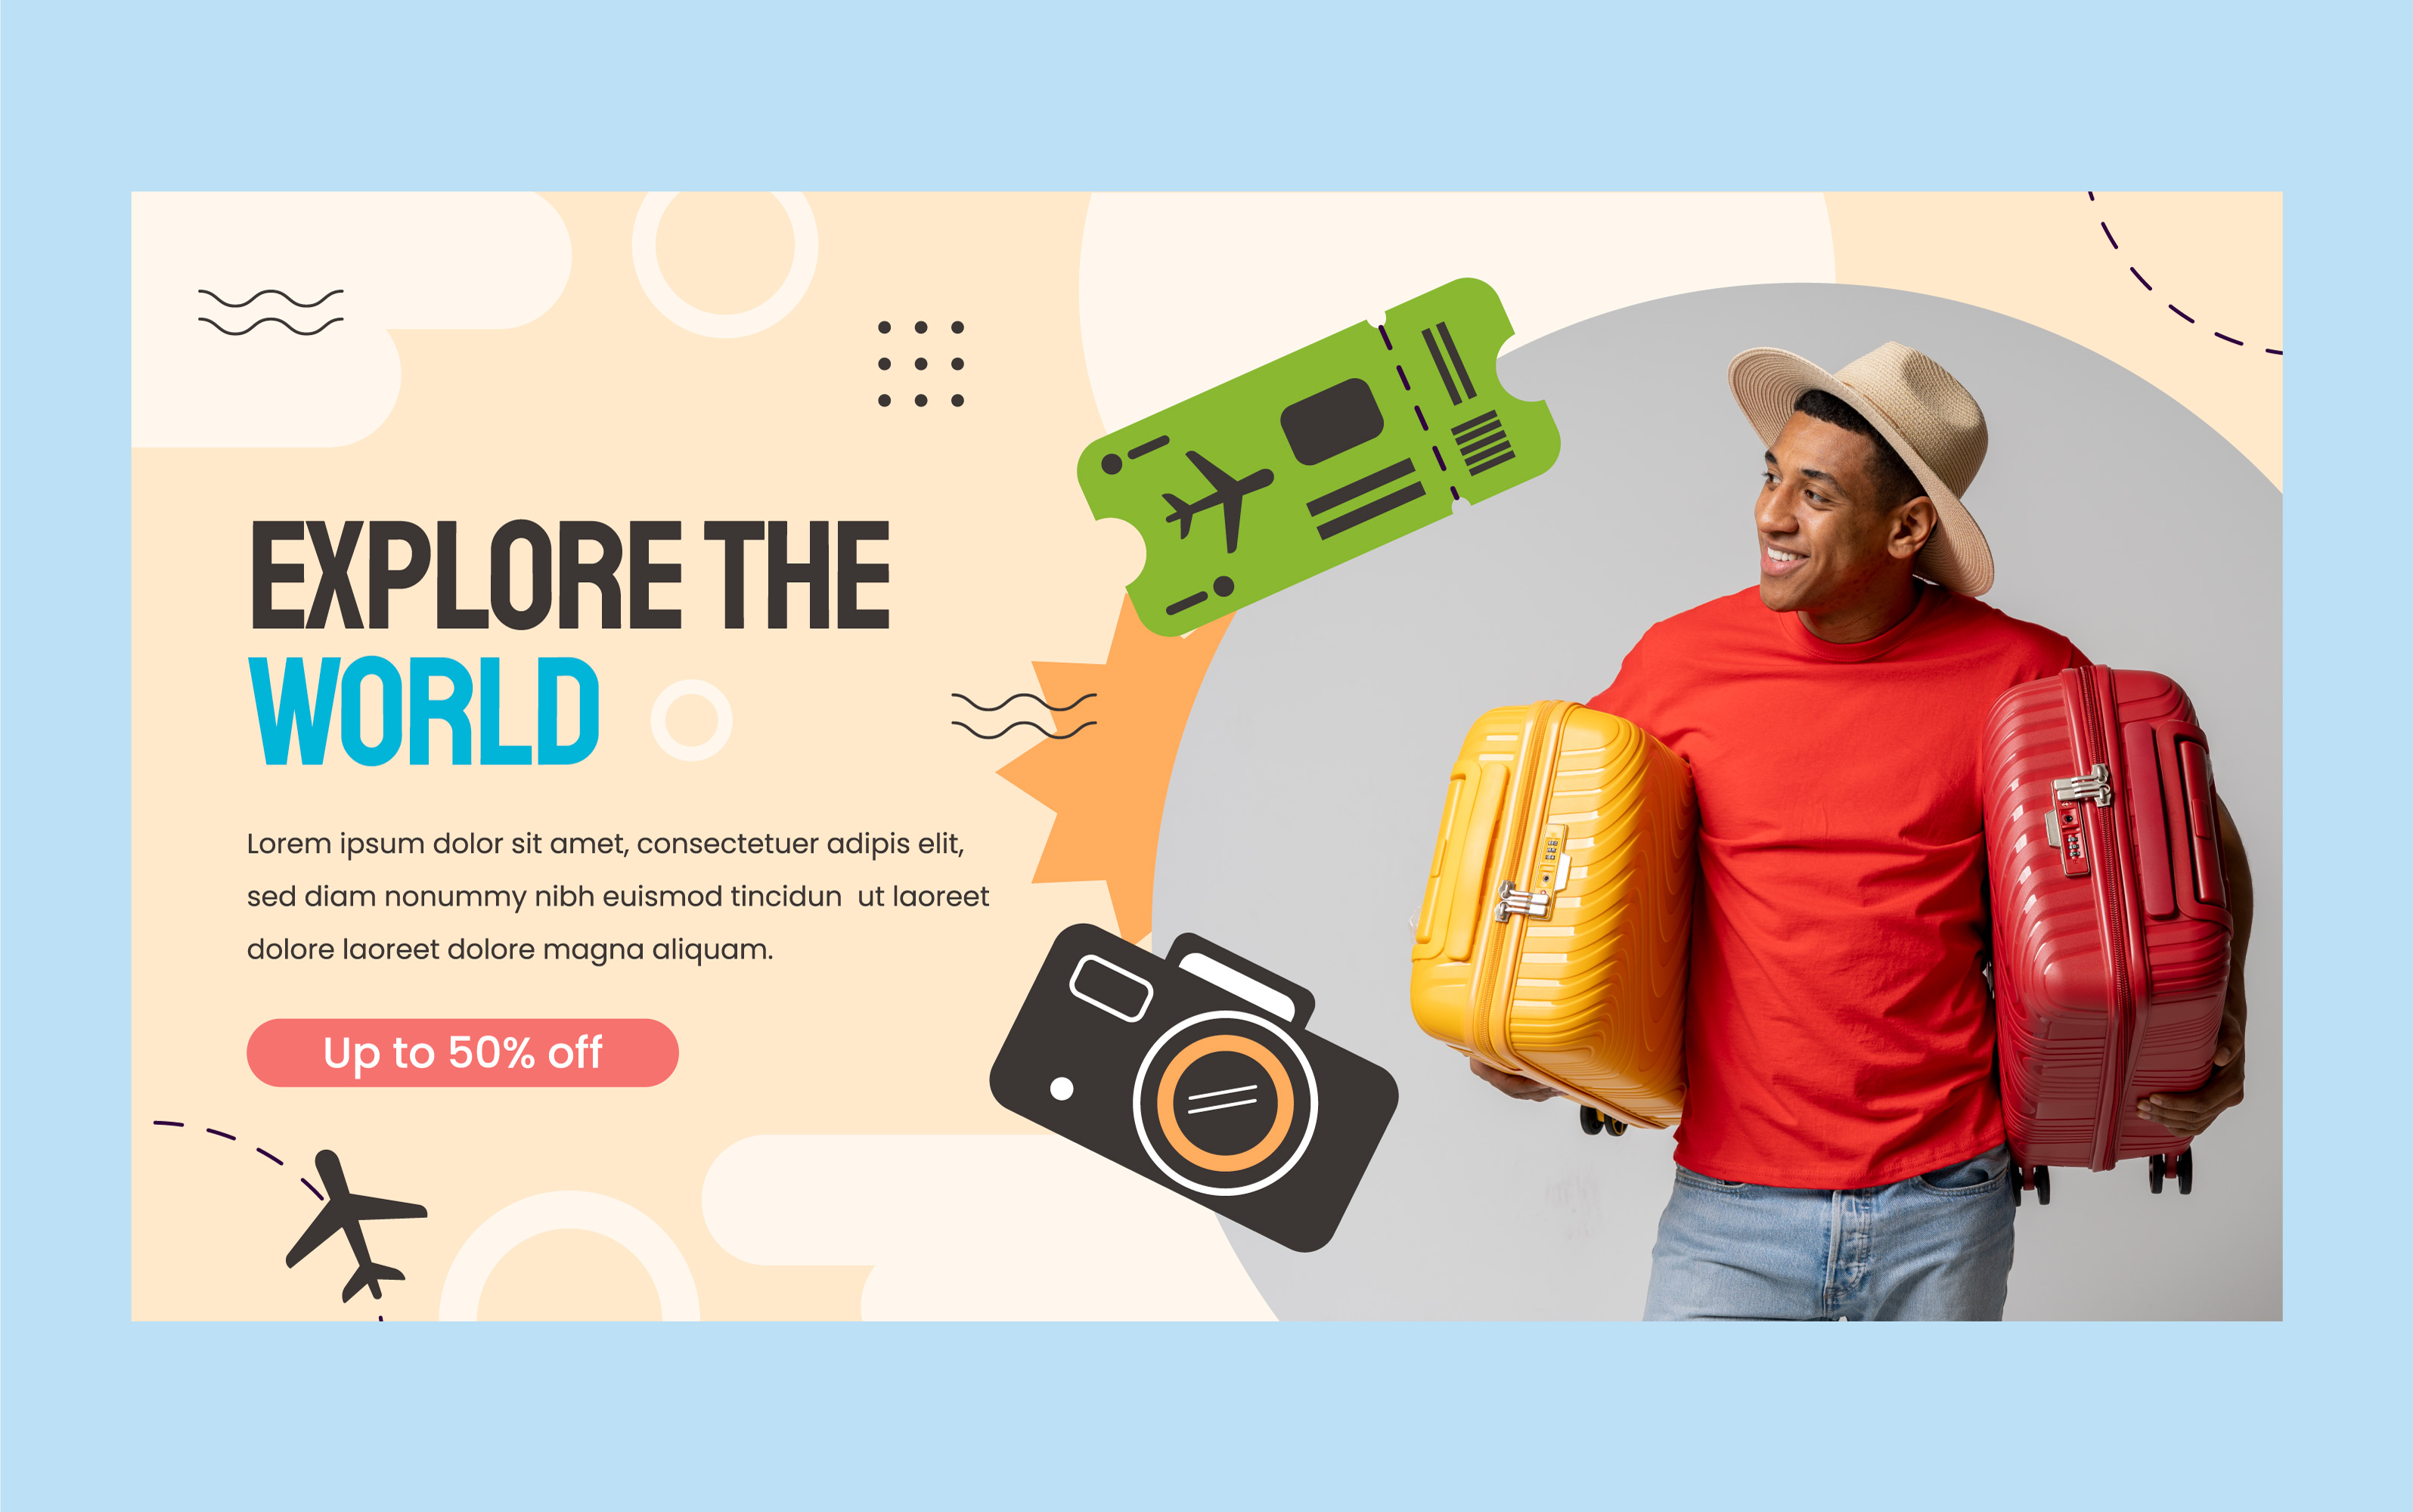 EXPLORE THE
WORLD
Lorem ipsum dolor sit amet, consectetuer adipis elit,
sed diam nonummy nibh euismod tincidun  ut laoreet
dolore laoreet dolore magna aliquam.
Up to 50% off